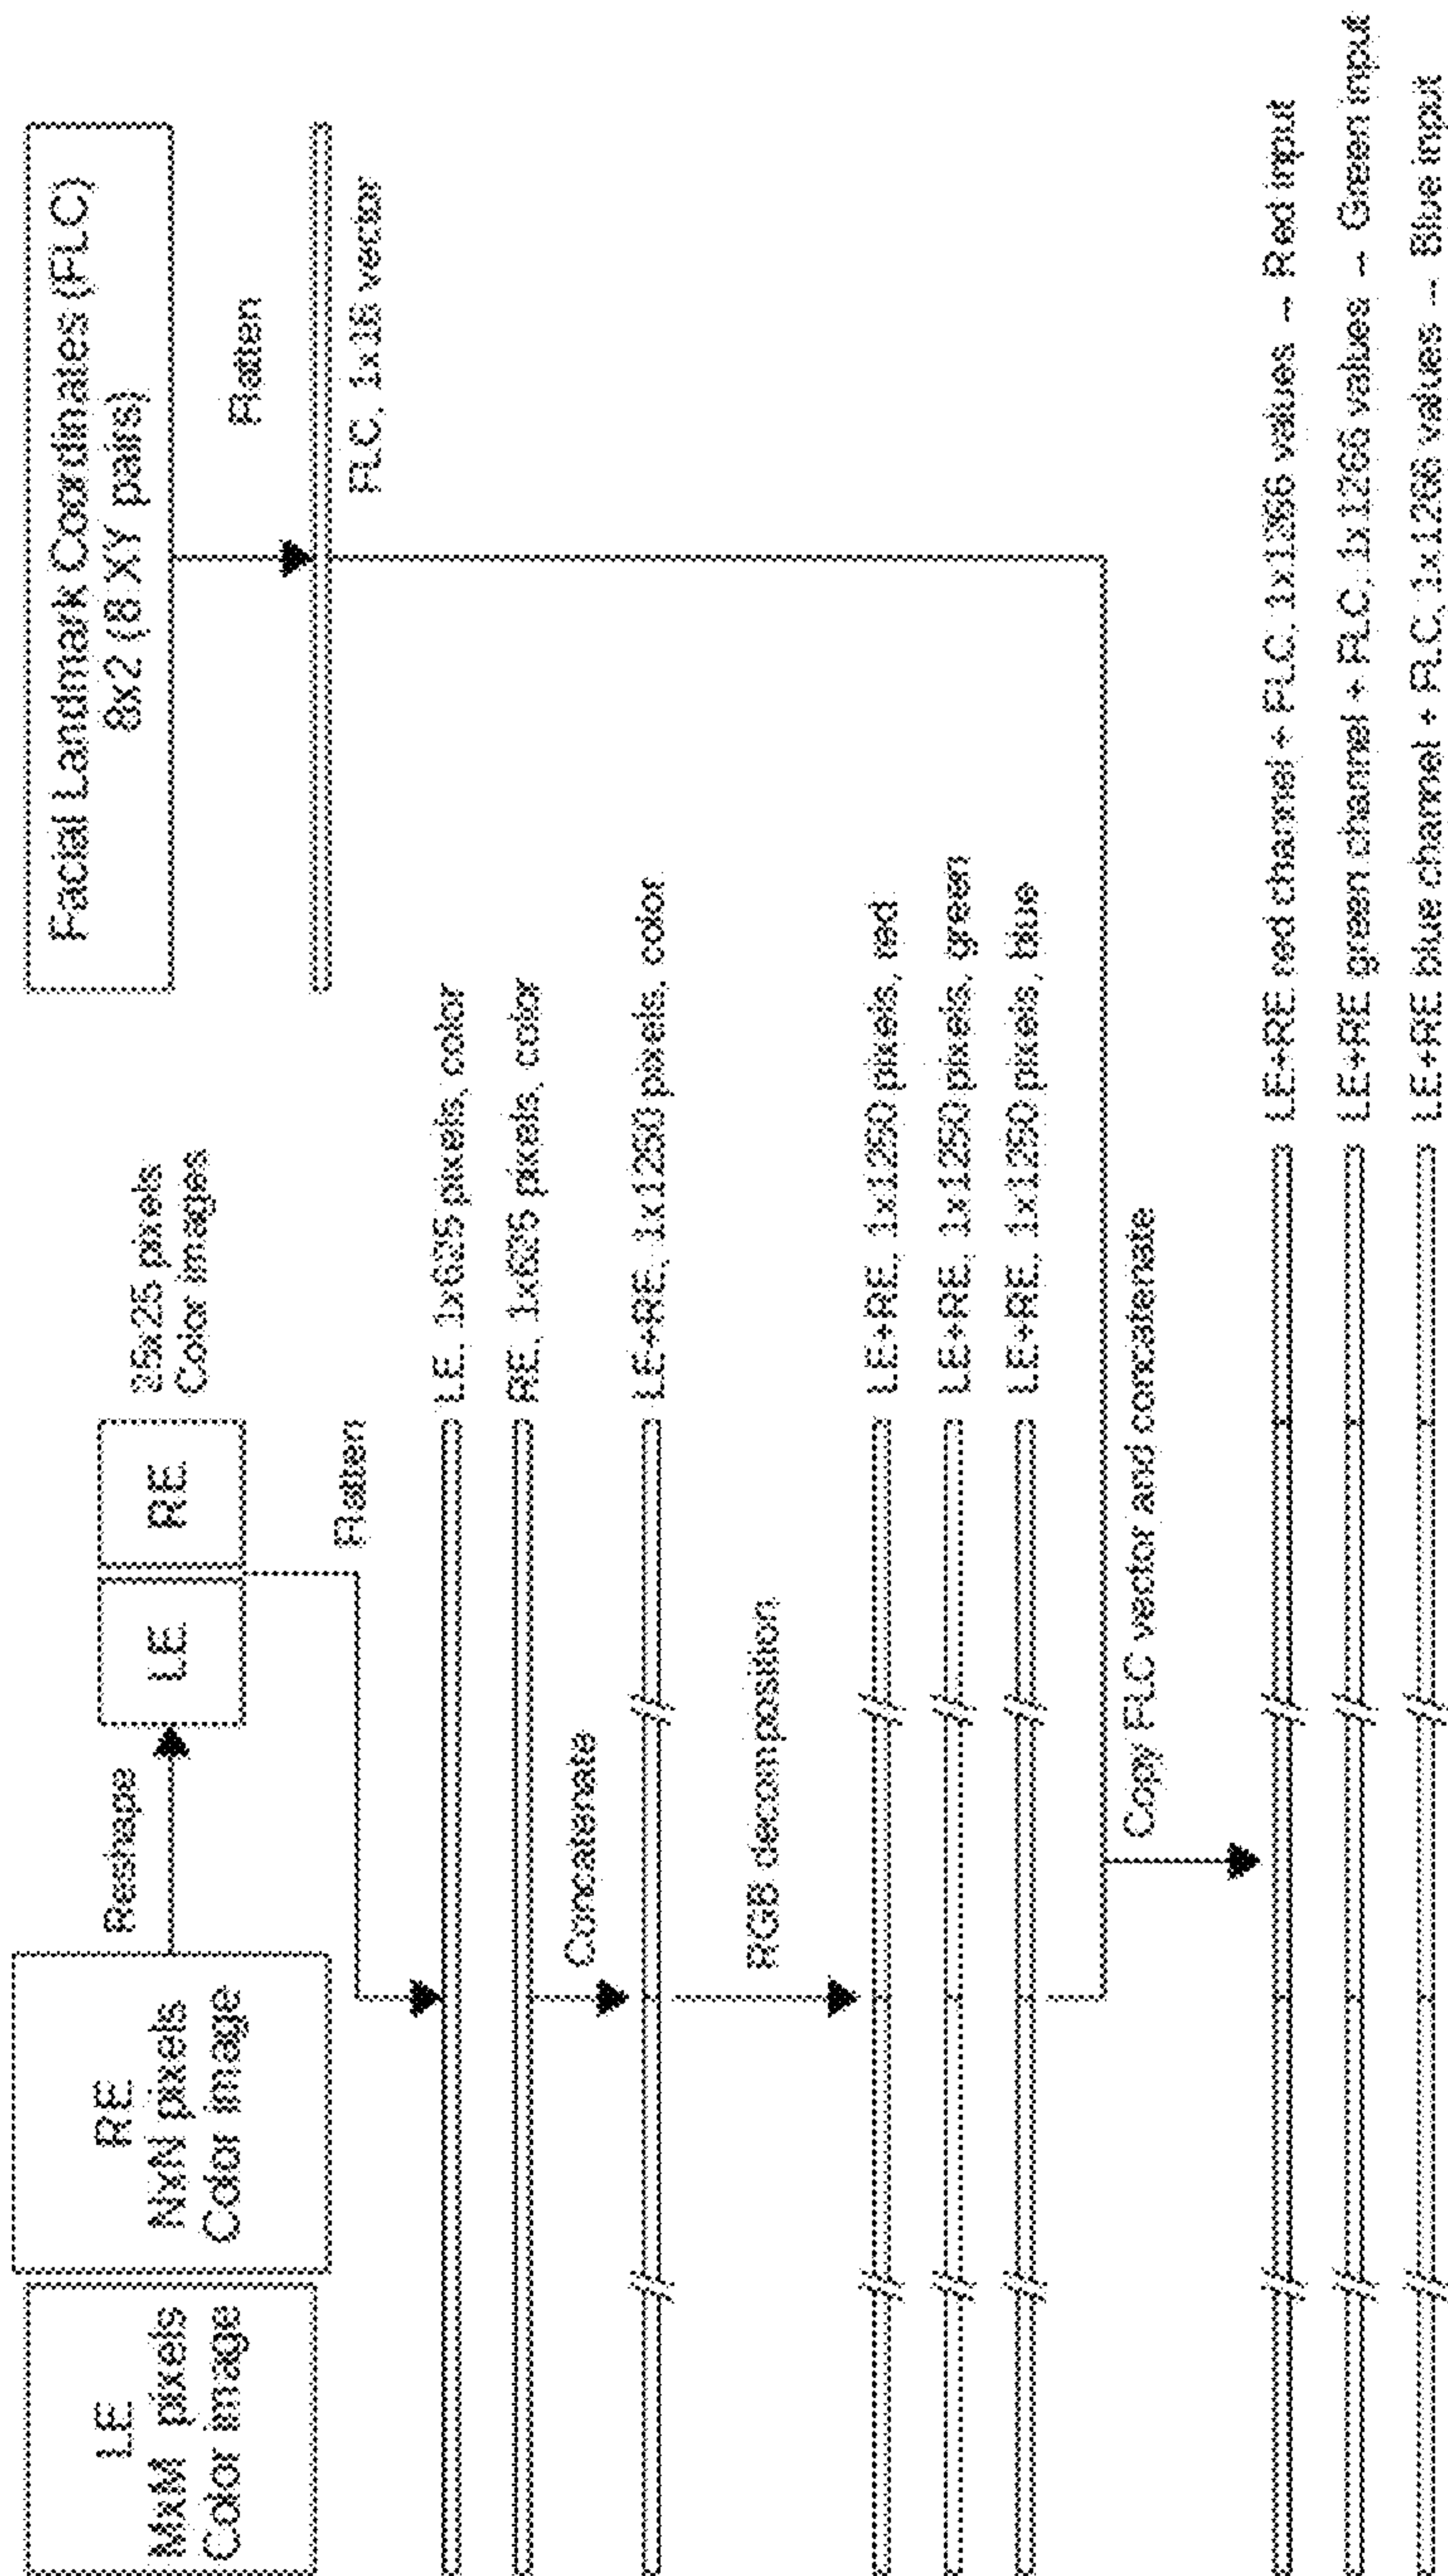 LE
MxM pixels
Color image
RE
NxN pixels
Color image
Reshape
LE
RE
25x25 pixels
Color images
Facial Landmark Coordinates (FLC)
8x2 (8 XY pairs)
Flatten
Flatten
FLC, 1x16 vector
LE, 1x625 pixels, color
RE, 1x625 pixels, color
Concatenate
LE+RE, 1x1250 pixels, color
RGB decomposition
LE+RE, 1x1250 pixels, red
LE+RE, 1x1250 pixels, green
LE+RE, 1x1250 pixels, blue
Copy FLC vector and concatenate
LE+RE red channel + FLC, 1x1266 values – Red input
LE+RE green channel + FLC, 1x1266 values – Green input
LE+RE blue channel + FLC, 1x1266 values – Blue input